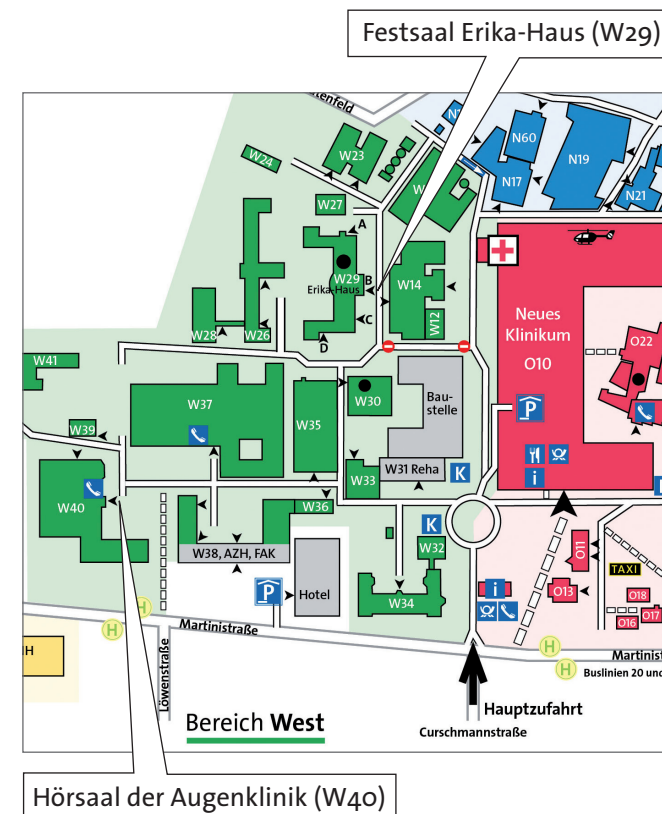 Festsaal Erika-Haus (W29)
W23
W24
W27
N60
N17
N19
N21
A
W29
B
Erika-Haus
C
D
W14
W12
W28
W26
Neues
Klinikum
O10
O22
W41
W37
W35
W30
Bau-
stelle
W39
W33
W31 Reha
K
P
i
W40
W36
W38, AZH, FAK
K
W32
O11
TAXI
P
Hotel
W34
i
O13
O18
O16
O17
H
H
Martinistraße
H
H
Löwenstraße
Buslinien 20
Hauptzufahrt
Bereich West
Curschmannstraße
Hörsaal der Augenklinik (W40)